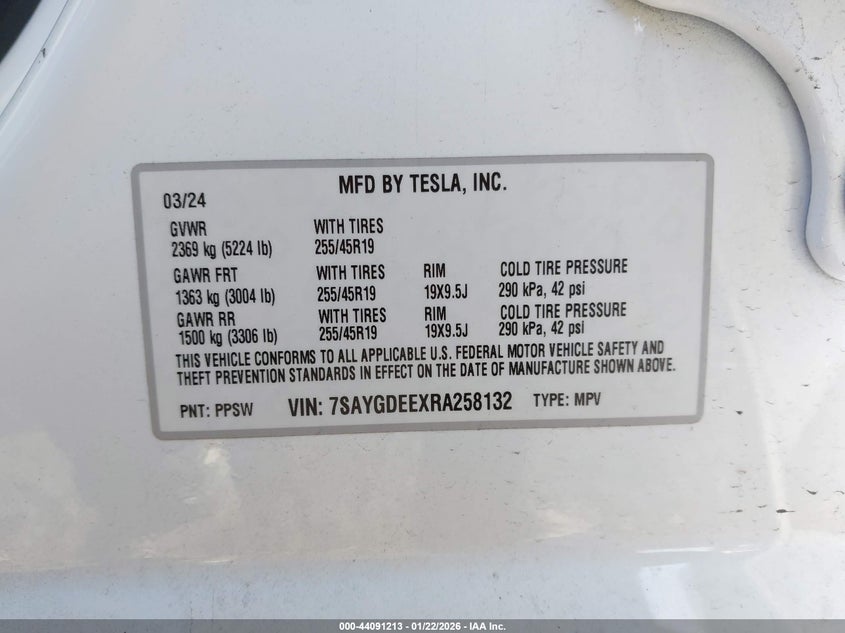 MFD BY TESLA, INC.
03/24
GVWR WITH TIRES
2369 kg (5224 lb) 255/45R19
GAWR FRT WITH TIRES RIM COLD TIRE PRESSURE
1363 kg (3004 lb) 255/45R19 19X9.5J 290 kPa, 42 psi
GAWR RR WITH TIRES RIM COLD TIRE PRESSURE
1500 kg (3306 lb) 255/45R19 19X9.5J 290 kPa, 42 psi
THIS VEHICLE CONFORMS TO ALL APPLICABLE U.S. FEDERAL MOTOR VEHICLE SAFETY AND
THEFT PREVENTION STANDARDS IN EFFECT ON THE DATE OF MANUFACTURE SHOWN ABOVE.
PNT: PPSW VIN: 7SAYGDEEXRA258132 TYPE: MPV
000-44091213 - 01/22/2026 - IAA Inc.